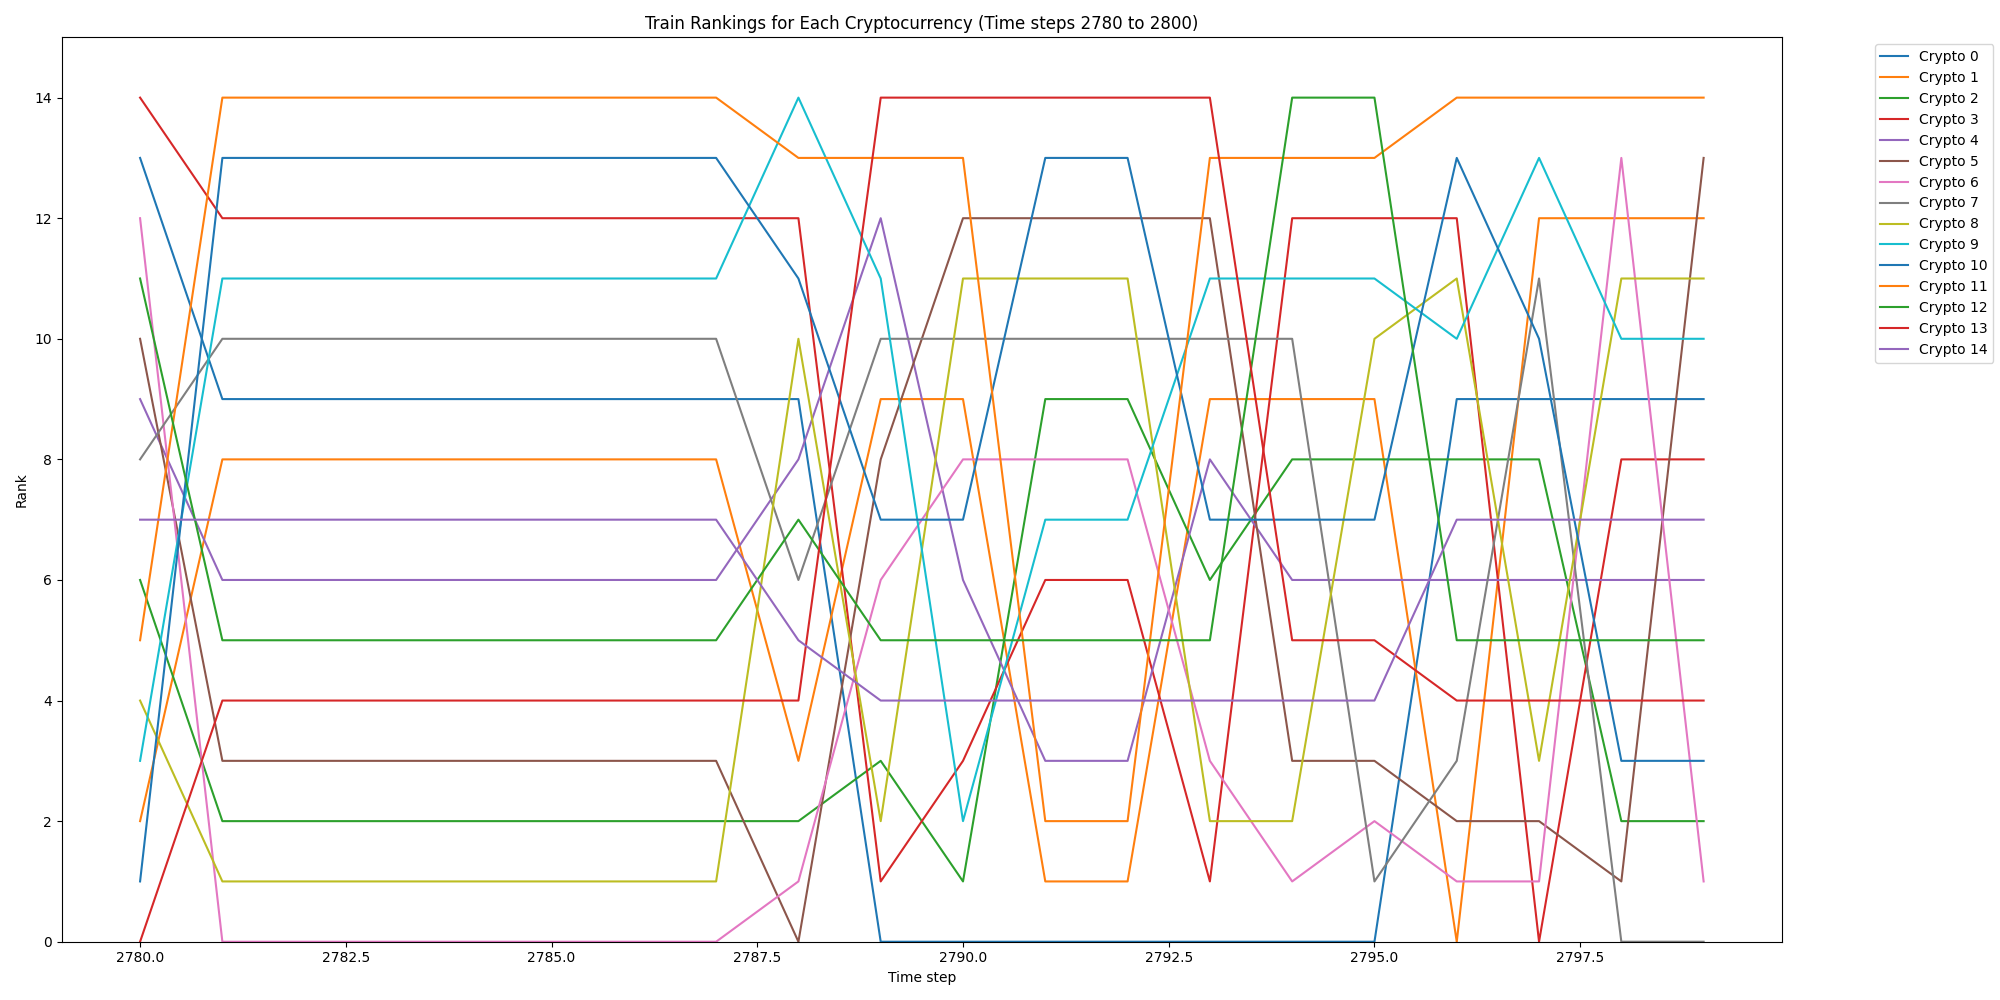 Train Rankings for Each Cryptocurrency (Time steps 2780 to 2800)
Rank
14
12
10
8
6
4
2
0
2780.0 2782.5 2785.0 2787.5 2790.0 2792.5 2795.0 2797.5
Time step
Crypto 0
Crypto 1
Crypto 2
Crypto 3
Crypto 4
Crypto 5
Crypto 6
Crypto 7
Crypto 8
Crypto 9
Crypto 10
Crypto 11
Crypto 12
Crypto 13
Crypto 14